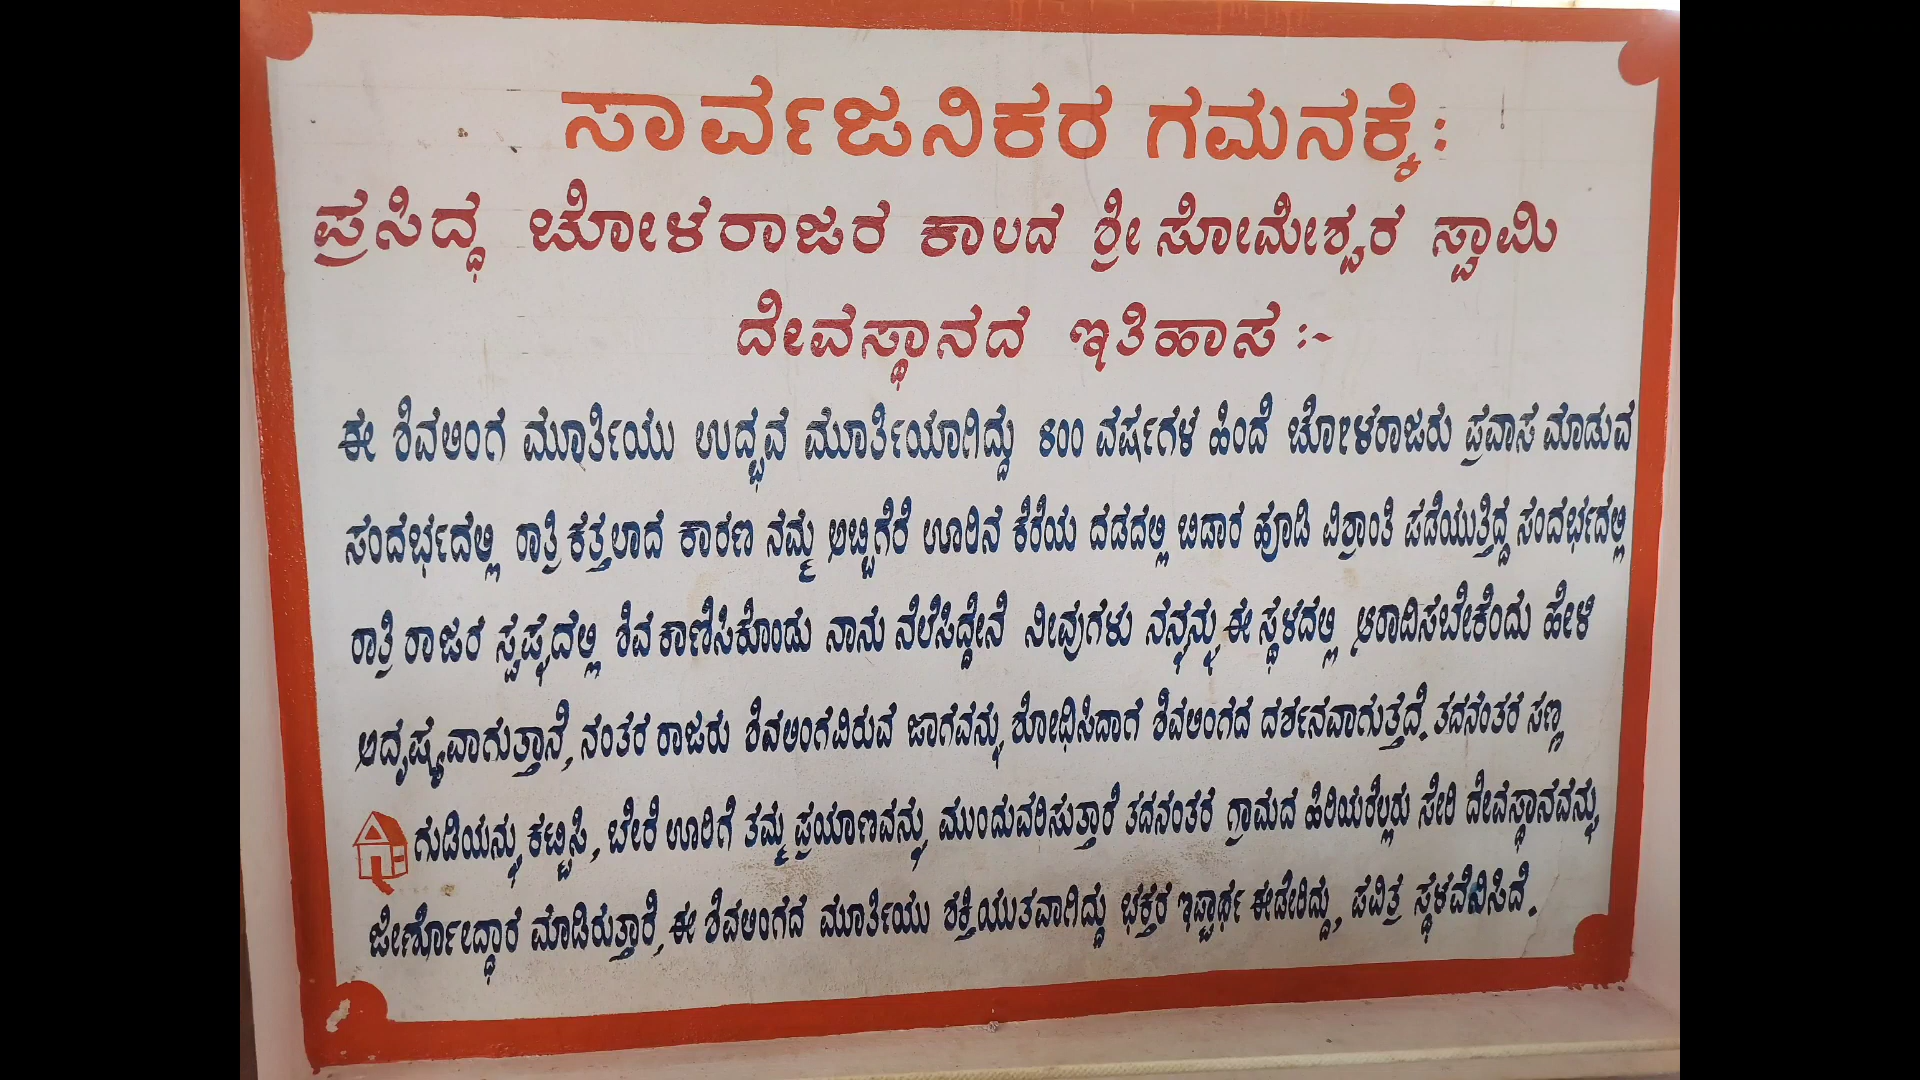 ಸಾರ್ವಜನಿಕರ ಗಮನಕ್ಕೆ:
ಪ್ರಸಿದ್ಧ ಚೋಳರಾಜರ ಕಾಲದ ಶ್ರೀ ಸೋಮೇಶ್ವರ ಸ್ವಾಮಿ
ದೇವಸ್ಥಾನದ ಇತಿಹಾಸ :-
ಈ ಶಿವಲಿಂಗ ಮೂರ್ತಿಯು ಉದ್ಭವ ಮೂರ್ತಿಯಾಗಿದ್ದು 800 ವರ್ಷಗಳ ಹಿಂದೆ ಚೋಳರಾಜರು ಪ್ರವಾಸ ಮಾಡುವ
ಸಂದರ್ಭದಲ್ಲಿ ರಾತ್ರಿ ಕತ್ತಲಾದ ಕಾರಣ ನಮ್ಮ ಅಬ್ಬಿಗೆರೆ ಊರಿನ ಕೆರೆಯ ದಡದಲ್ಲಿ ಬಿಡಾರ ಹೂಡಿ ವಿಶ್ರಾಂತಿ ಪಡೆಯುತ್ತಿದ್ದ ಸಂದರ್ಭದಲ್ಲಿ
ರಾತ್ರಿ ರಾಜರ ಸ್ವಪ್ನದಲ್ಲಿ ಶಿವ ಕಾಣಿಸಿಕೊಂಡು ನಾನು ನೆಲೆಸಿದ್ದೇನೆ ನೀವುಗಳು ನನ್ನನ್ನು ಈ ಸ್ಥಳದಲ್ಲಿ ಆರಾಧಿಸಬೇಕೆಂದು ಹೇಳಿ
ಅದೃಷ್ಯವಾಗುತ್ತಾನೆ, ನಂತರ ರಾಜರು ಶಿವಲಿಂಗವಿರುವ ಜಾಗವನ್ನು ಶೋಧಿಸಿದಾಗ ಶಿವಲಿಂಗದ ದರ್ಶನವಾಗುತ್ತದೆ. ತದನಂತರ ಸಣ್ಣ
ಗುಡಿಯನ್ನು ಕಟ್ಟಿಸಿ, ಬೇರೆ ಊರಿಗೆ ತಮ್ಮ ಪ್ರಯಾಣವನ್ನು ಮುಂದುವರಿಸುತ್ತಾರೆ ತದನಂತರ ಗ್ರಾಮದ ಹಿರಿಯರೆಲ್ಲರು ಸೇರಿ ದೇವಸ್ಥಾನವನ್ನು
ಜೀರ್ಣೋದ್ಧಾರ ಮಾಡಿರುತ್ತಾರೆ, ಈ ಶಿವಲಿಂಗದ ಮೂರ್ತಿಯು ಶಕ್ತಿಯುತವಾಗಿದ್ದು ಭಕ್ತರ ಇಷ್ಟಾರ್ಥ ಈಡೇರಿದ್ದು, ಪವಿತ್ರ ಸ್ಥಳವೆನಿಸಿದೆ.